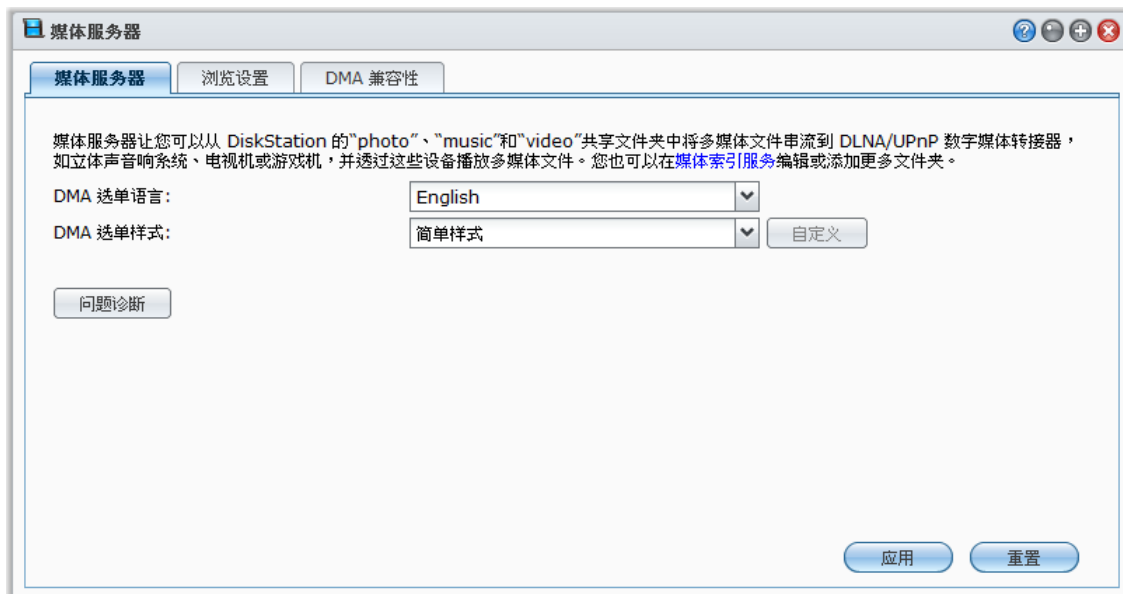 媒体服务器
媒体服务器 浏览设置 DMA 兼容性
媒体服务器让您可以从 DiskStation 的“photo”、“music”和“video”共享文件夹中将多媒体文件串流到 DLNA/UPnP 数字媒体转接器，
如立体声音响系统、电视机或游戏机，并透过这些设备播放多媒体文件。您也可以在媒体索引服务编辑或添加更多文件夹。
DMA 选单语言: English
DMA 选单样式: 简单样式 自定义
问题诊断
应用 重置